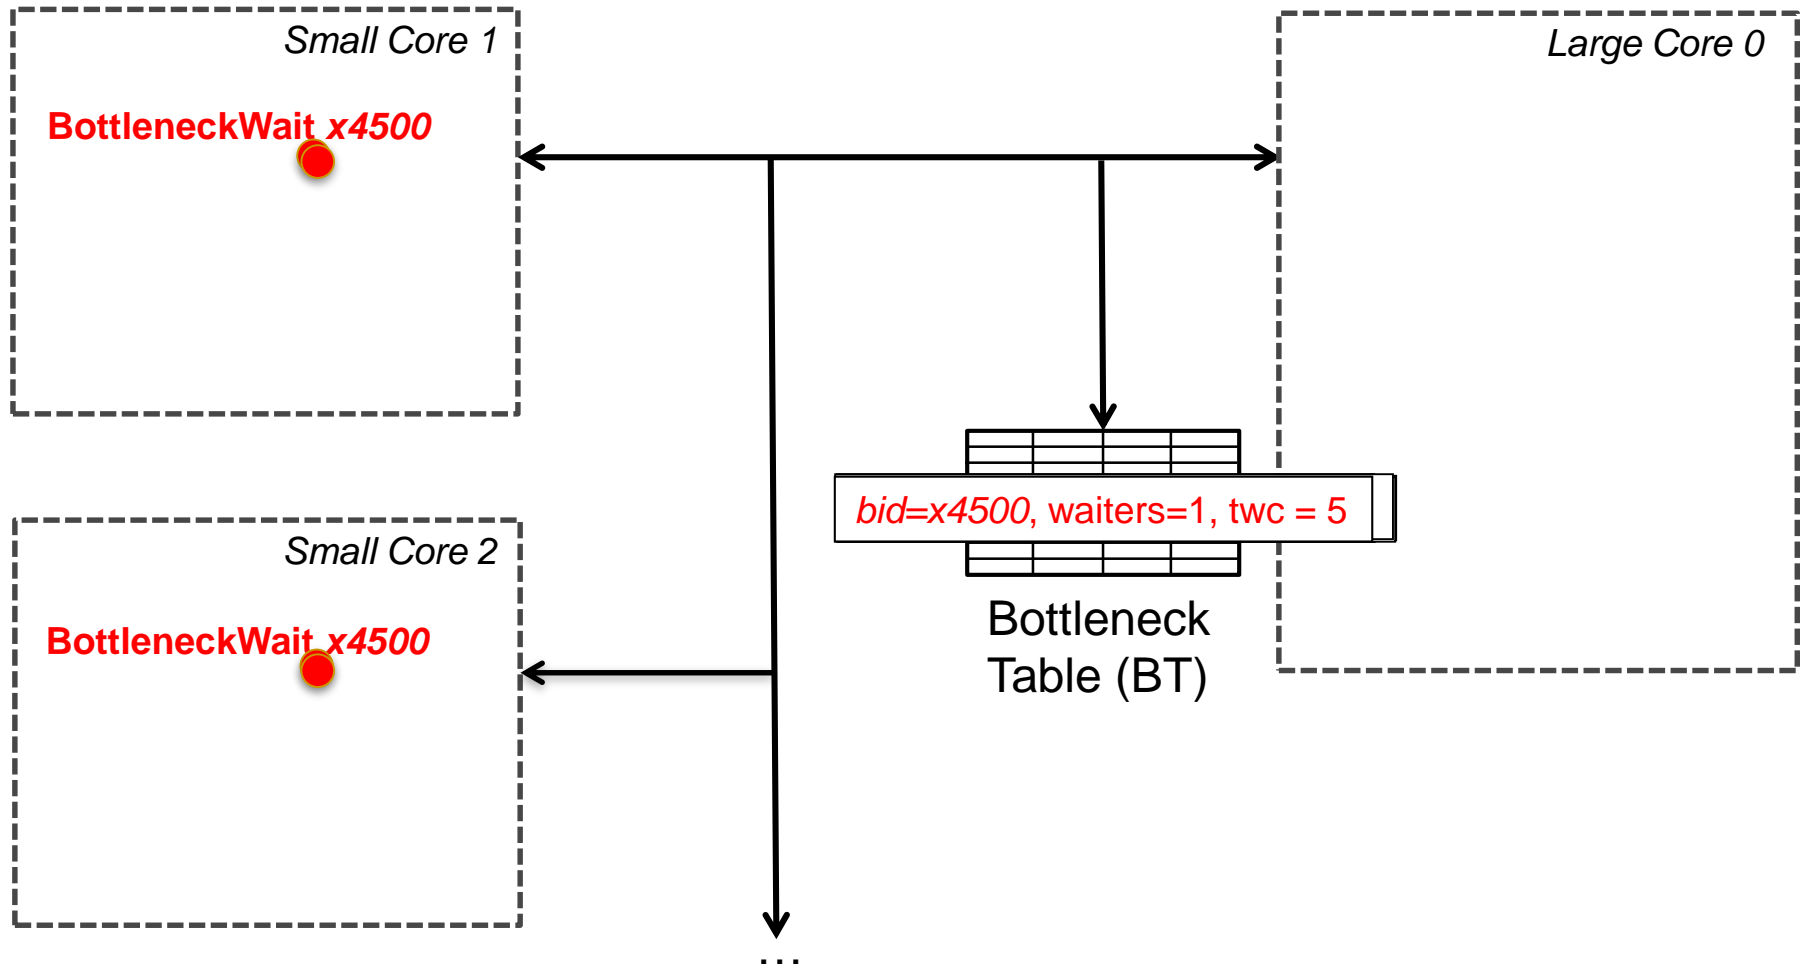 Small Core 1
Large Core 0
BottleneckWait x4500
bid=x4500, waiters=1, twc = 5
Small Core 2
Bottleneck
Table (BT)
BottleneckWait x4500
...